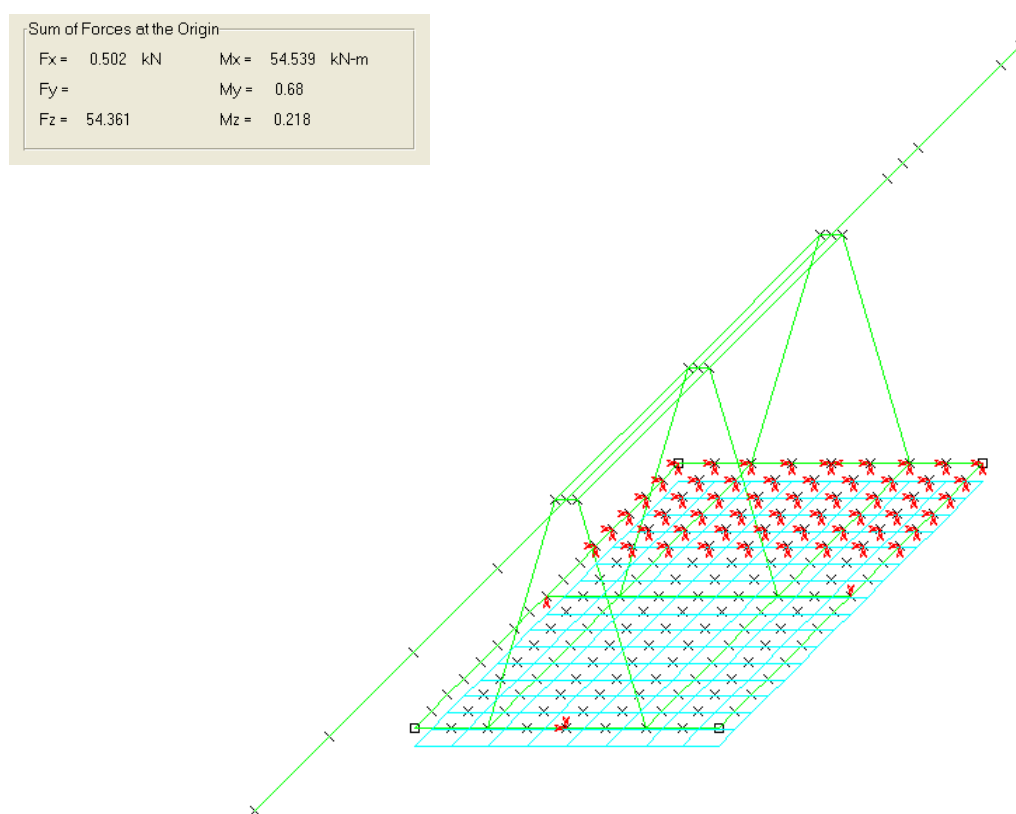 Sum of Forces at the Origin
Fx = 0.502 kN Mx = 54.539 kN-m
Fy = My = 0.68
Fz = 54.361 Mz = 0.218